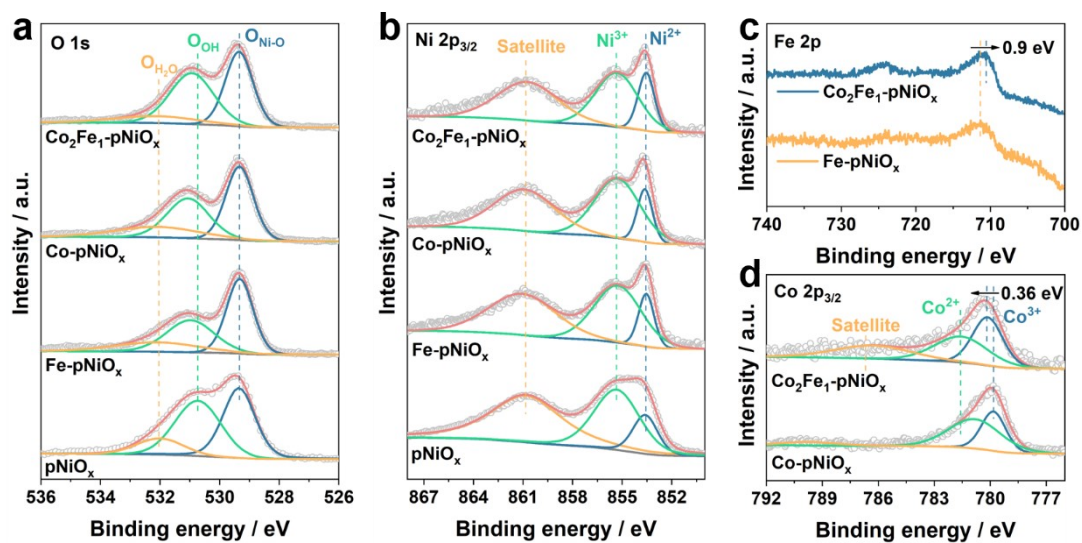 a
O 1s
O_H₂O
O_OH
O_Ni-O
Co₂Fe₁-pNiOₓ
Co-pNiOₓ
Fe-pNiOₓ
pNiOₓ
536 534 532 530 528 526
Binding energy / eV
Intensity / a.u.
b
Ni 2p₃/₂
Satellite
Ni³⁺
Ni²⁺
Co₂Fe₁-pNiOₓ
Co-pNiOₓ
Fe-pNiOₓ
pNiOₓ
867 864 861 858 855 852
Binding energy / eV
Intensity / a.u.
c
Fe 2p
0.9 eV
Co₂Fe₁-pNiOₓ
Fe-pNiOₓ
740 730 720 710 700
Binding energy / eV
Intensity / a.u.
d
Co 2p₃/₂
0.36 eV
Co²⁺
Co³⁺
Satellite
Co₂Fe₁-pNiOₓ
Co-pNiOₓ
792 789 786 783 780 777
Binding energy / eV
Intensity / a.u.